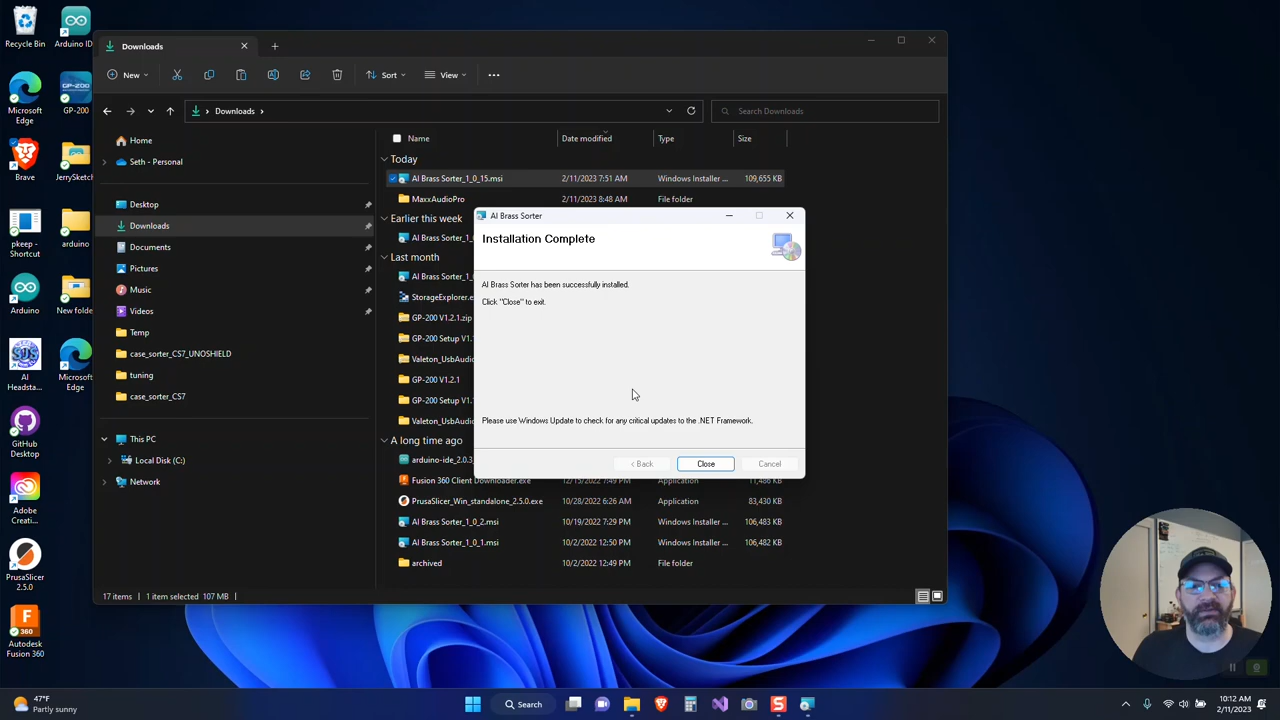 Recycle Bin
Arduino IDE
Microsoft
Edge
GP-200
Brave
JerrySketch
pkeep -
Shortcut
arduino
Arduino
New folder
AI
Headsta...
Microsoft
Edge
GitHub
Desktop
Adobe
Creati...
PrusaSlicer
2.5.0
Autodesk
Fusion 360
Downloads
New
Sort
View
Downloads
Search Downloads
Home
Seth - Personal
Desktop
Downloads
Documents
Pictures
Music
Videos
Temp
case_sorter_CS7_UNOSHIELD
tuning
case_sorter_CS7
This PC
Local Disk (C:)
Network
Name Date modified Type Size
Today
AI Brass Sorter_1_0_15.msi 2/11/2023 7:51 AM Windows Installer ... 109,655 KB
MaxxAudioPro 2/11/2023 8:48 AM File folder
Earlier this week
AI Brass Sorter_1_
Last month
AI Brass Sorter_1_
StorageExplorer.e
GP-200 V1.2.1.zip
GP-200 Setup V1.
Valeton_UsbAudi
GP-200 V1.2.1
GP-200 Setup V1.
Valeton_UsbAudi
A long time ago
arduino-ide_2.0.3
Fusion 360 Client Downloader.exe 12/15/2022 7:49 PM Application 11,486 KB
PrusaSlicer_Win_standalone_2.5.0.exe 10/28/2022 6:26 AM Application 83,430 KB
AI Brass Sorter_1_0_2.msi 10/19/2022 7:29 PM Windows Installer ... 106,483 KB
AI Brass Sorter_1_0_1.msi 10/2/2022 12:50 PM Windows Installer ... 106,482 KB
archived 10/2/2022 12:49 PM File folder
AI Brass Sorter
Installation Complete
AI Brass Sorter has been successfully installed.
Click "Close" to exit.
Please use Windows Update to check for any critical updates to the .NET Framework.
< Back
Close
Cancel
17 items
1 item selected 107 MB
47°F
Partly sunny
Search
10:12 AM
2/11/2023